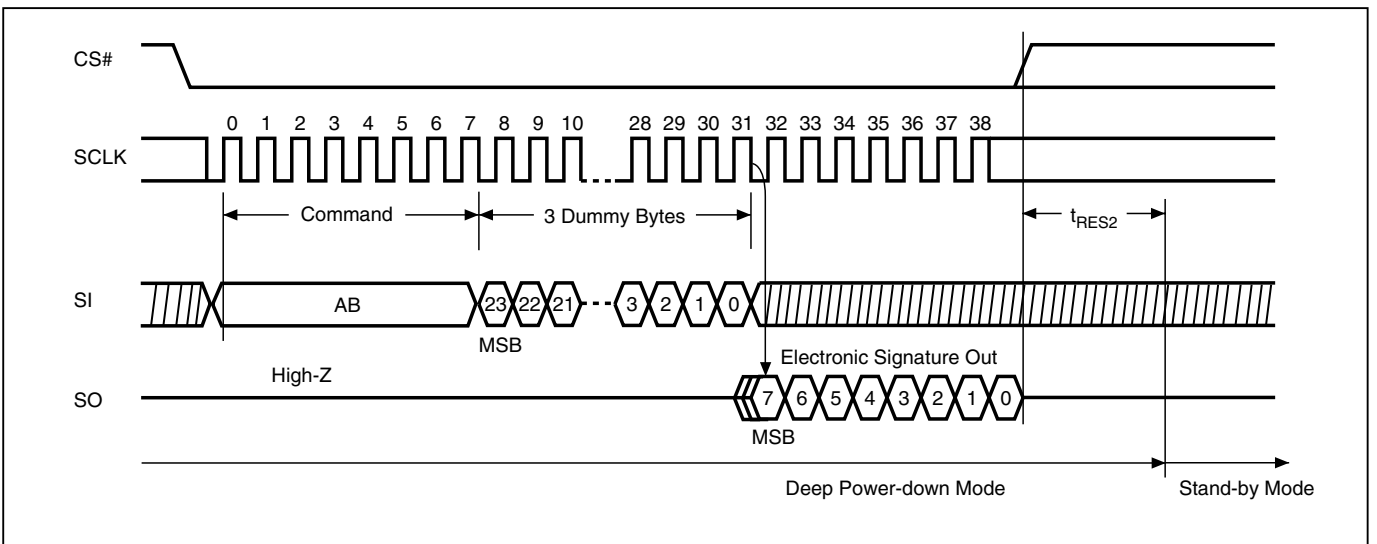 CS#
0 1 2 3 4 5 6 7 8 9 10 28 29 30 31 32 33 34 35 36 37 38
SCLK
Command
3 Dummy Bytes
tRES2
SI
AB
23 22 21 3 2 1 0
MSB
Electronic Signature Out
High-Z
SO
7 6 5 4 3 2 1 0
MSB
Deep Power-down Mode
Stand-by Mode